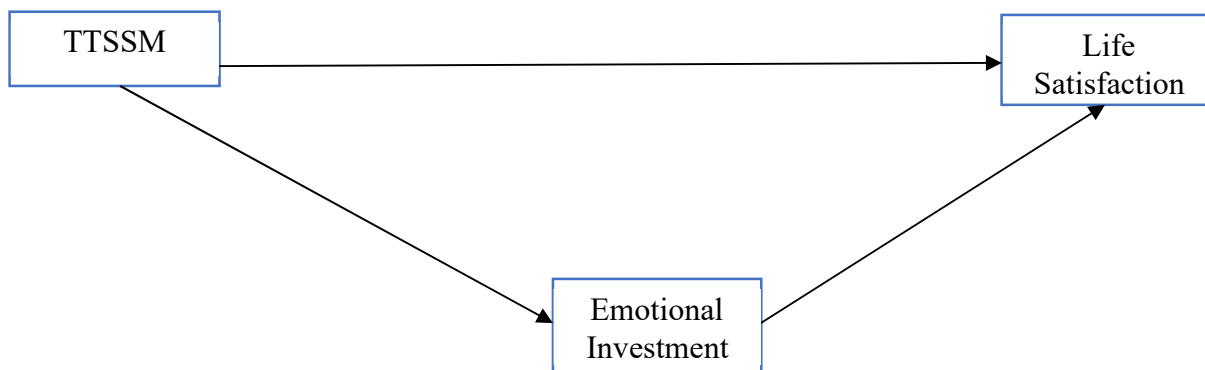 TTSSM
Life
Satisfaction
Emotional
Investment